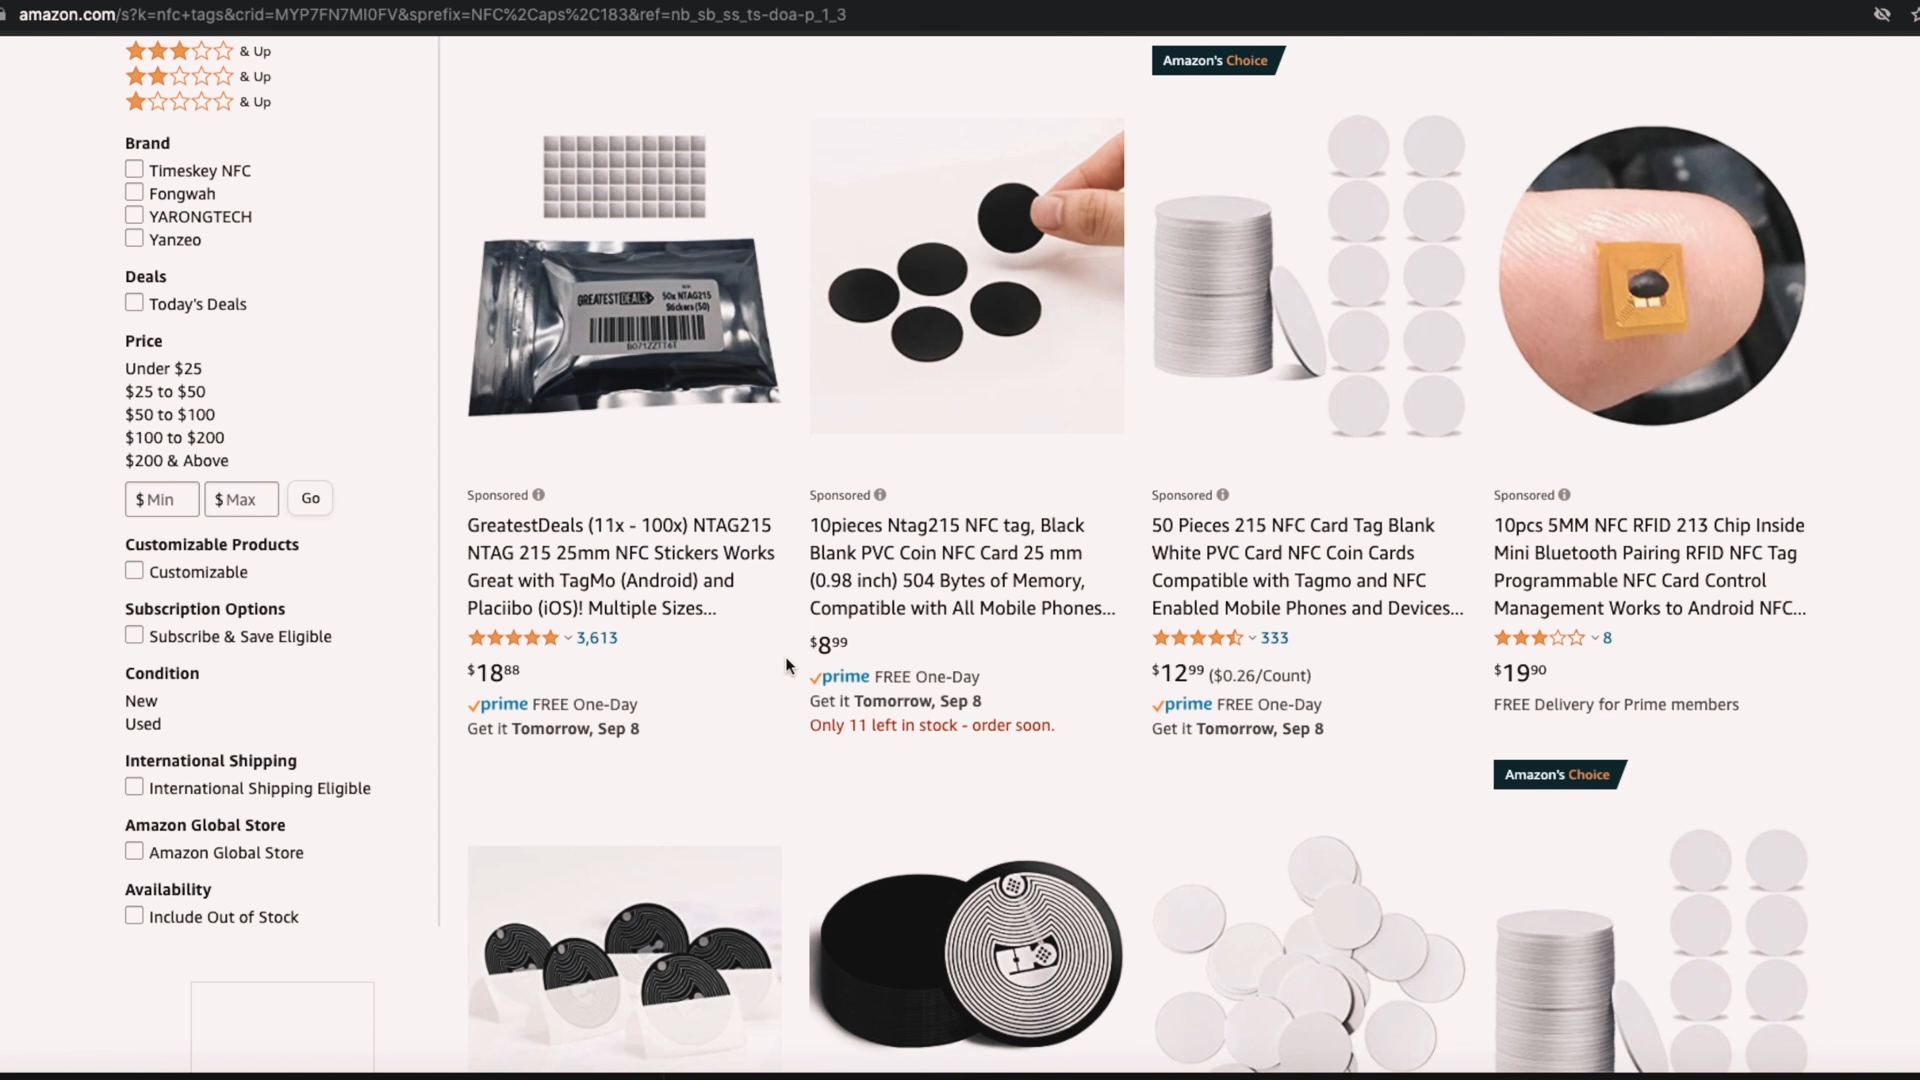 amazon.com/s?k=nfc+tags&crid=MYP7FN7MI0FV&sprefix=NFC%2Caps%2C183&ref=nb_sb_ss_ts-doa-p_1_3
& Up
& Up
& Up
Brand
Timeskey NFC
Fongwah
YARONGTECH
Yanzeo
Deals
Today's Deals
Price
Under $25
$25 to $50
$50 to $100
$100 to $200
$200 & Above
$ Min
$ Max
Go
Customizable Products
Customizable
Subscription Options
Subscribe & Save Eligible
Condition
New
Used
International Shipping
International Shipping Eligible
Amazon Global Store
Amazon Global Store
Availability
Include Out of Stock
GREATESTDEALS
50x NTAG215
Stickers (50)
B071ZZTT6T
Sponsored
GreatestDeals (11x - 100x) NTAG215
NTAG 215 25mm NFC Stickers Works
Great with TagMo (Android) and
Placiibo (iOS)! Multiple Sizes...
3,613
$18 88
prime FREE One-Day
Get it Tomorrow, Sep 8
Sponsored
10pieces Ntag215 NFC tag, Black
Blank PVC Coin NFC Card 25 mm
(0.98 inch) 504 Bytes of Memory,
Compatible with All Mobile Phones...
$8 99
prime FREE One-Day
Get it Tomorrow, Sep 8
Only 11 left in stock - order soon.
Amazon's Choice
Sponsored
50 Pieces 215 NFC Card Tag Blank
White PVC Card NFC Coin Cards
Compatible with Tagmo and NFC
Enabled Mobile Phones and Devices...
333
$12 99 ($0.26/Count)
prime FREE One-Day
Get it Tomorrow, Sep 8
Sponsored
10pcs 5MM NFC RFID 213 Chip Inside
Mini Bluetooth Pairing RFID NFC Tag
Programmable NFC Card Control
Management Works to Android NFC...
8
$19 90
FREE Delivery for Prime members
Amazon's Choice